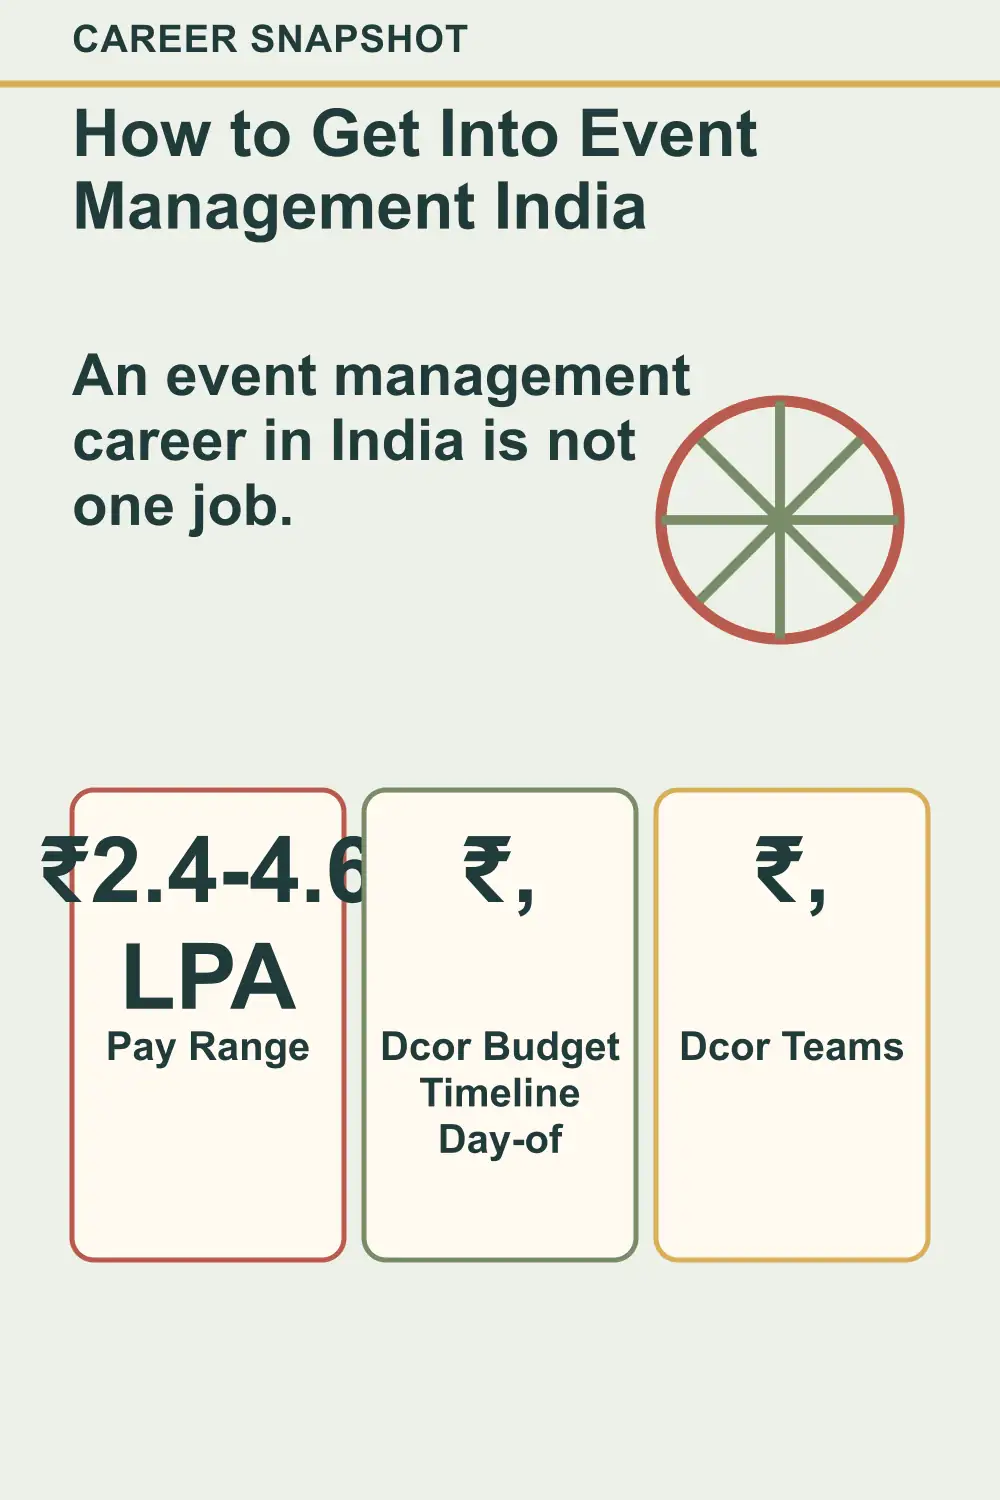 CAREER SNAPSHOT
How to Get Into Event
Management India
An event management
career in India is not
one job.
₹2.4-4.6
LPA
Pay Range
₹,
Dcor Budget
Timeline
Day-of
₹,
Dcor Teams